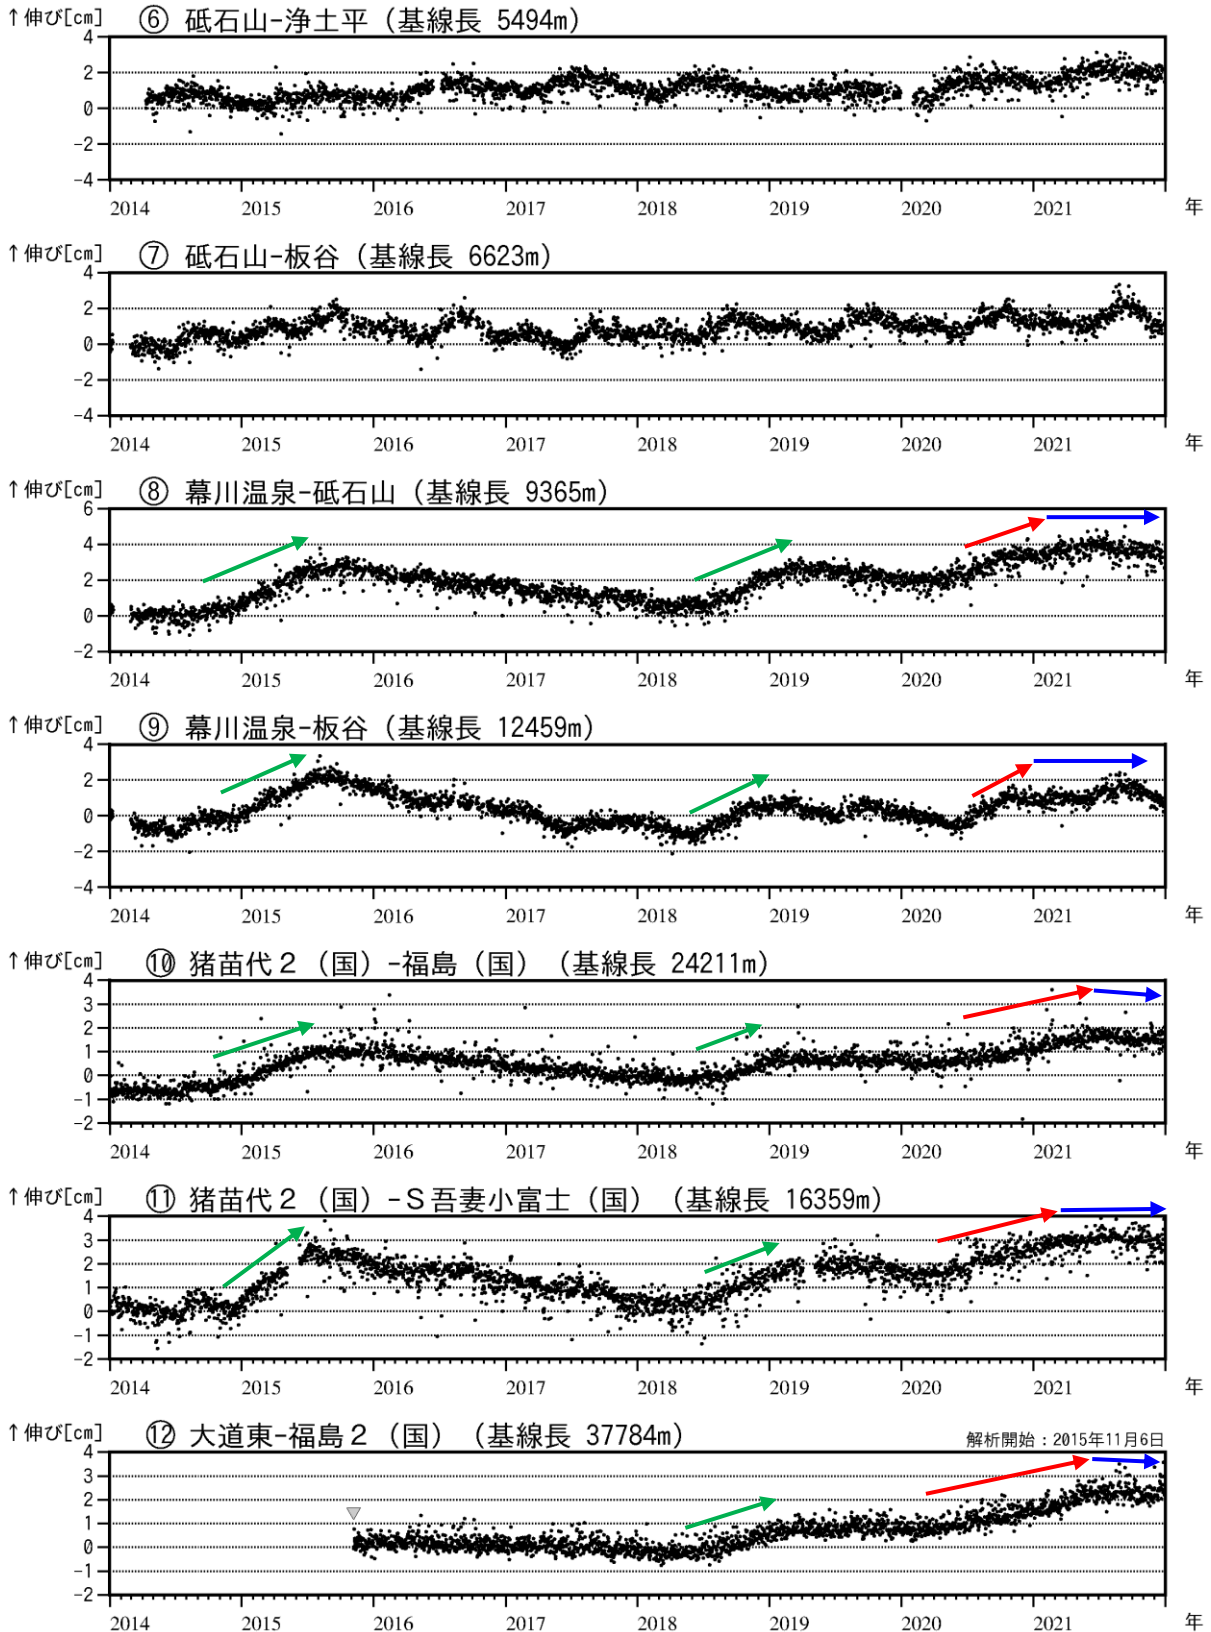 ↑伸び[cm] ⑥ 砥石山-浄土平（基線長 5494m）
4
2
0
-2
-4
2014 2015 2016 2017 2018 2019 2020 2021 年
↑伸び[cm] ⑦ 砥石山-板谷（基線長 6623m）
4
2
0
-2
-4
2014 2015 2016 2017 2018 2019 2020 2021 年
↑伸び[cm] ⑧ 幕川温泉-砥石山（基線長 9365m）
6
4
2
0
-2
2014 2015 2016 2017 2018 2019 2020 2021 年
↑伸び[cm] ⑨ 幕川温泉-板谷（基線長 12459m）
4
2
0
-2
-4
2014 2015 2016 2017 2018 2019 2020 2021 年
↑伸び[cm] ⑩ 猪苗代２（国）-福島（国）（基線長 24211m）
4
3
2
1
0
-1
-2
2014 2015 2016 2017 2018 2019 2020 2021 年
↑伸び[cm] ⑪ 猪苗代２（国）-Ｓ吾妻小富士（国）（基線長 16359m）
4
3
2
1
0
-1
-2
2014 2015 2016 2017 2018 2019 2020 2021 年
↑伸び[cm] ⑫ 大道東-福島２（国）（基線長 37784m）
解析開始：2015年11月6日
4
3
2
1
0
-1
-2
2014 2015 2016 2017 2018 2019 2020 2021 年